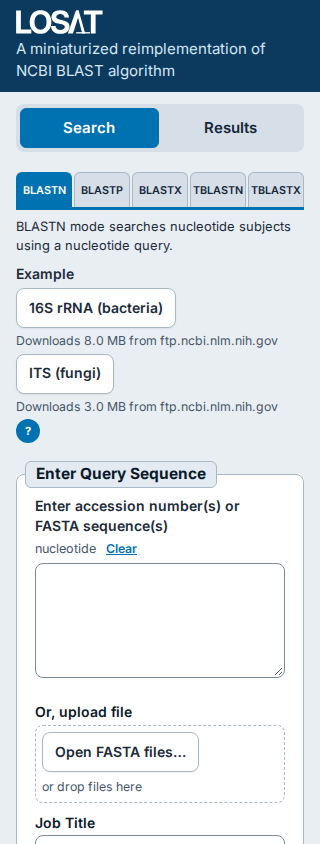 LOSAT
A miniaturized reimplementation of
NCBI BLAST algorithm
Search
Results
BLASTN
BLASTP
BLASTX
TBLASTN
TBLASTX
BLASTN mode searches nucleotide subjects
using a nucleotide query.
Example
16S rRNA (bacteria)
Downloads 8.0 MB from ftp.ncbi.nlm.nih.gov
ITS (fungi)
Downloads 3.0 MB from ftp.ncbi.nlm.nih.gov
?
Enter Query Sequence
Enter accession number(s) or
FASTA sequence(s)
nucleotide Clear
Or, upload file
Open FASTA files...
or drop files here
Job Title